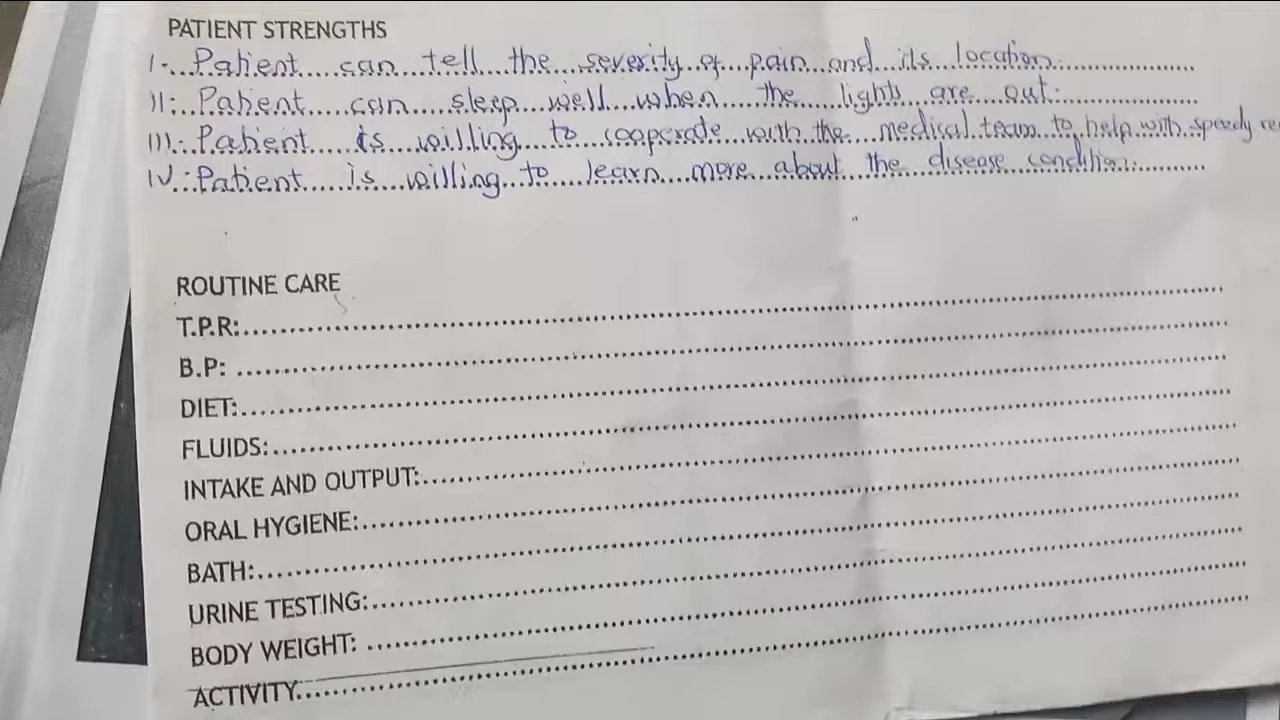 PATIENT STRENGTHS
I. Patient can tell the severity of pain and its location
II. Patient can sleep well when the lights are out.
III. Patient is willing to cooperate with the medical team to help with speedy
IV. Patient is willing to learn more about the disease condition.
ROUTINE CARE
T.P.R:
B.P:
DIET:
FLUIDS:
INTAKE AND OUTPUT:
ORAL HYGIENE:
BATH:
URINE TESTING:
BODY WEIGHT:
ACTIVITY